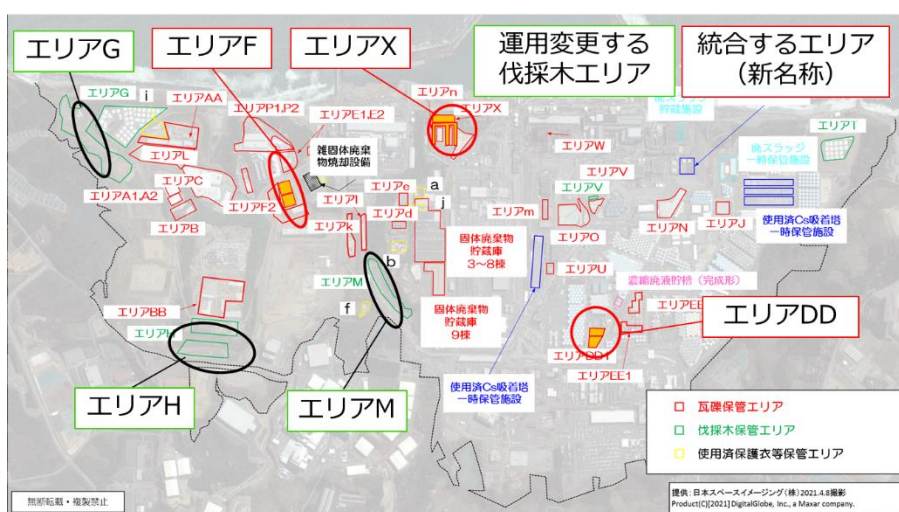 エリアG
エリアF
エリアX
運用変更する
伐採木エリア
統合するエリア
(新名称)
エリアG
i
エリアAA
エリアP1,P2
エリアE1,E2
雑固体廃棄
物焼却設備
エリアn
エリアX
エリアW
貯蔵施設
廃スラッジ
一時保管施設
エリアT
エリアL
エリアC
エリアA1,A2
エリアB
エリアF2
エリアk
エリアe
エリアd
a
j
b
エリアm
エリアV
エリアV
エリアO
エリアN
エリアJ
使用済Cs吸着塔
一時保管施設
固体廃棄物
貯蔵庫
3~8棟
エリアM
f
エリアU
濃縮廃液貯槽(完成形)
エリアBB
固体廃棄物
貯蔵庫
9棟
エリアDD1
エリアEE1
エリアDD
エリアH
エリアM
使用済Cs吸着塔
一時保管施設
瓦礫保管エリア
伐採木保管エリア
使用済保護衣等保管エリア
無断転載・複製禁止
提供:日本スペースイメージング(株)2021.4.8撮影
Product(C)[2021] DigitalGlobe, Inc., a Maxar company.